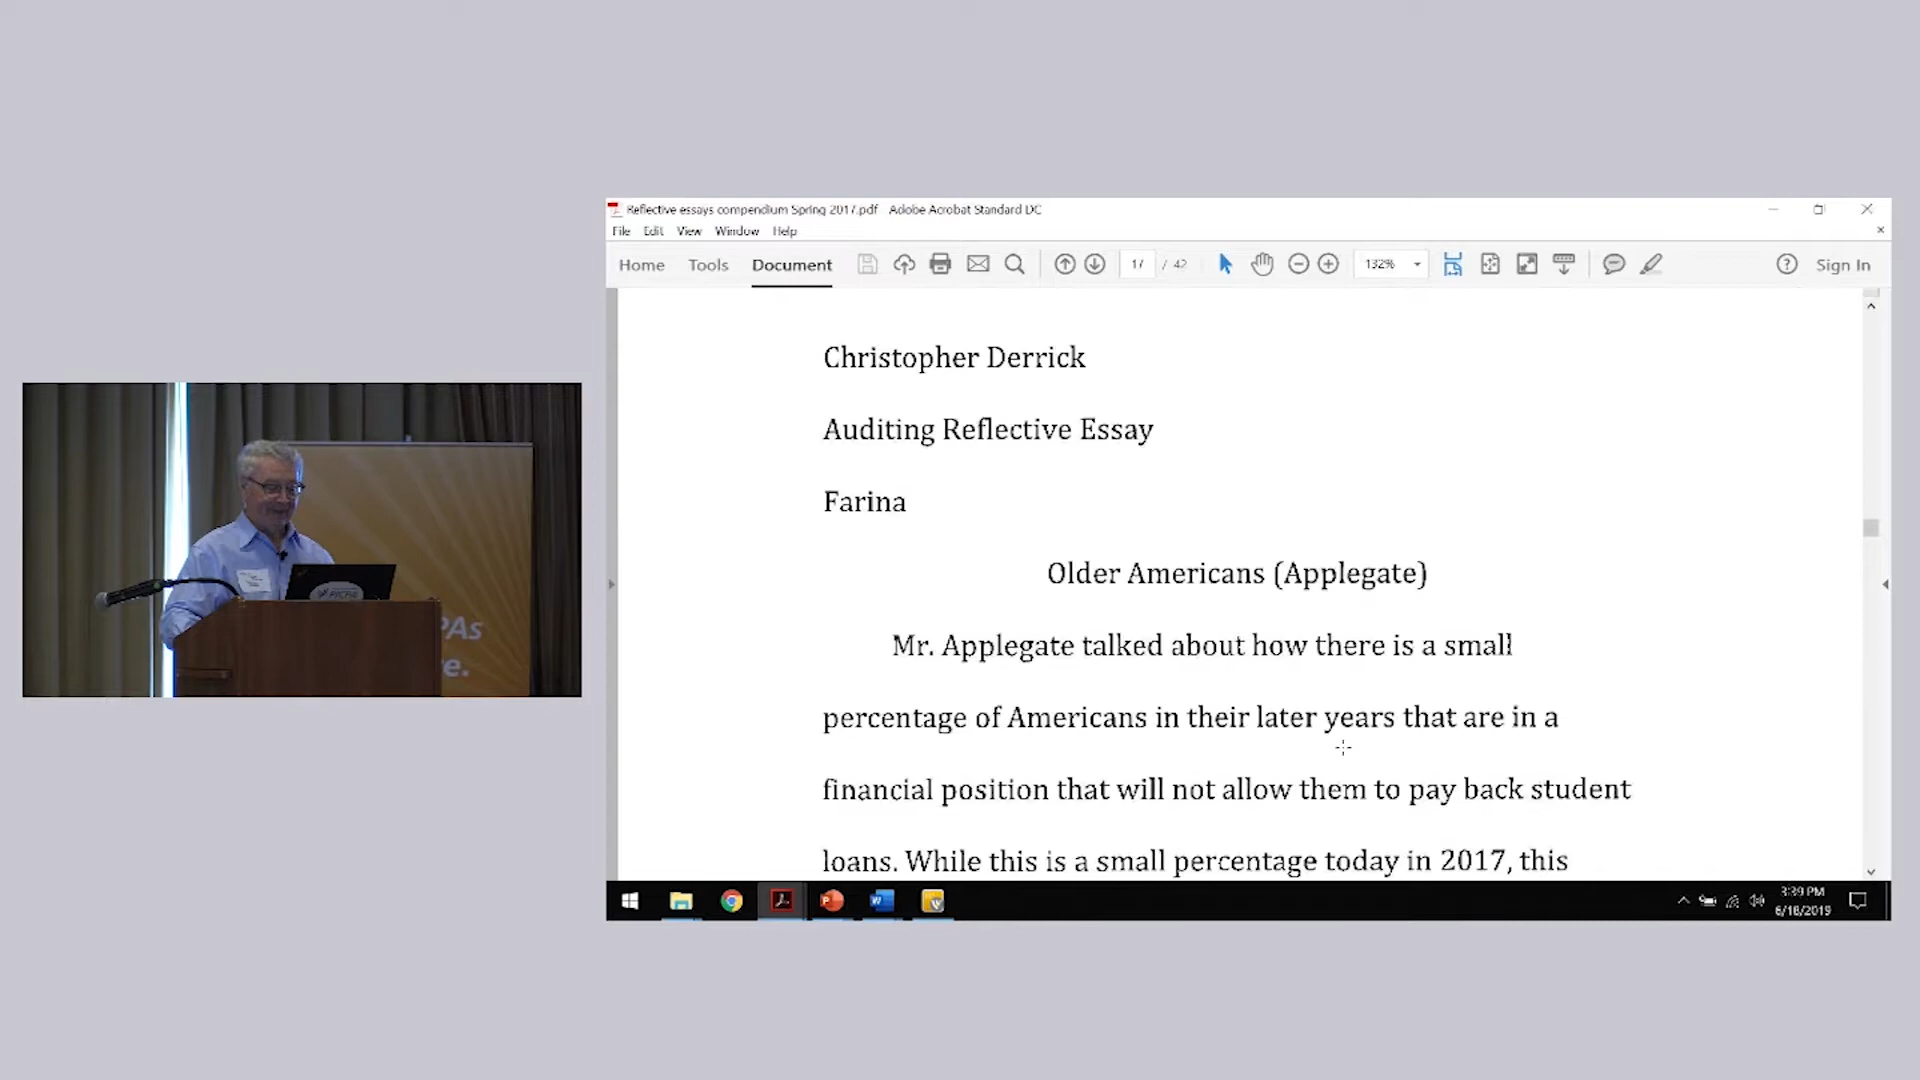 Reflective essays compendium Spring 2017.pdf - Adobe Acrobat Standard DC
File Edit View Window Help
Home Tools Document 17 / 42 132% Sign In
Christopher Derrick
Auditing Reflective Essay
Farina
Older Americans (Applegate)
Mr. Applegate talked about how there is a small
percentage of Americans in their later years that are in a
financial position that will not allow them to pay back student
loans. While this is a small percentage today in 2017, this
3:39 PM
6/18/2019
PICPA
PAs
e.